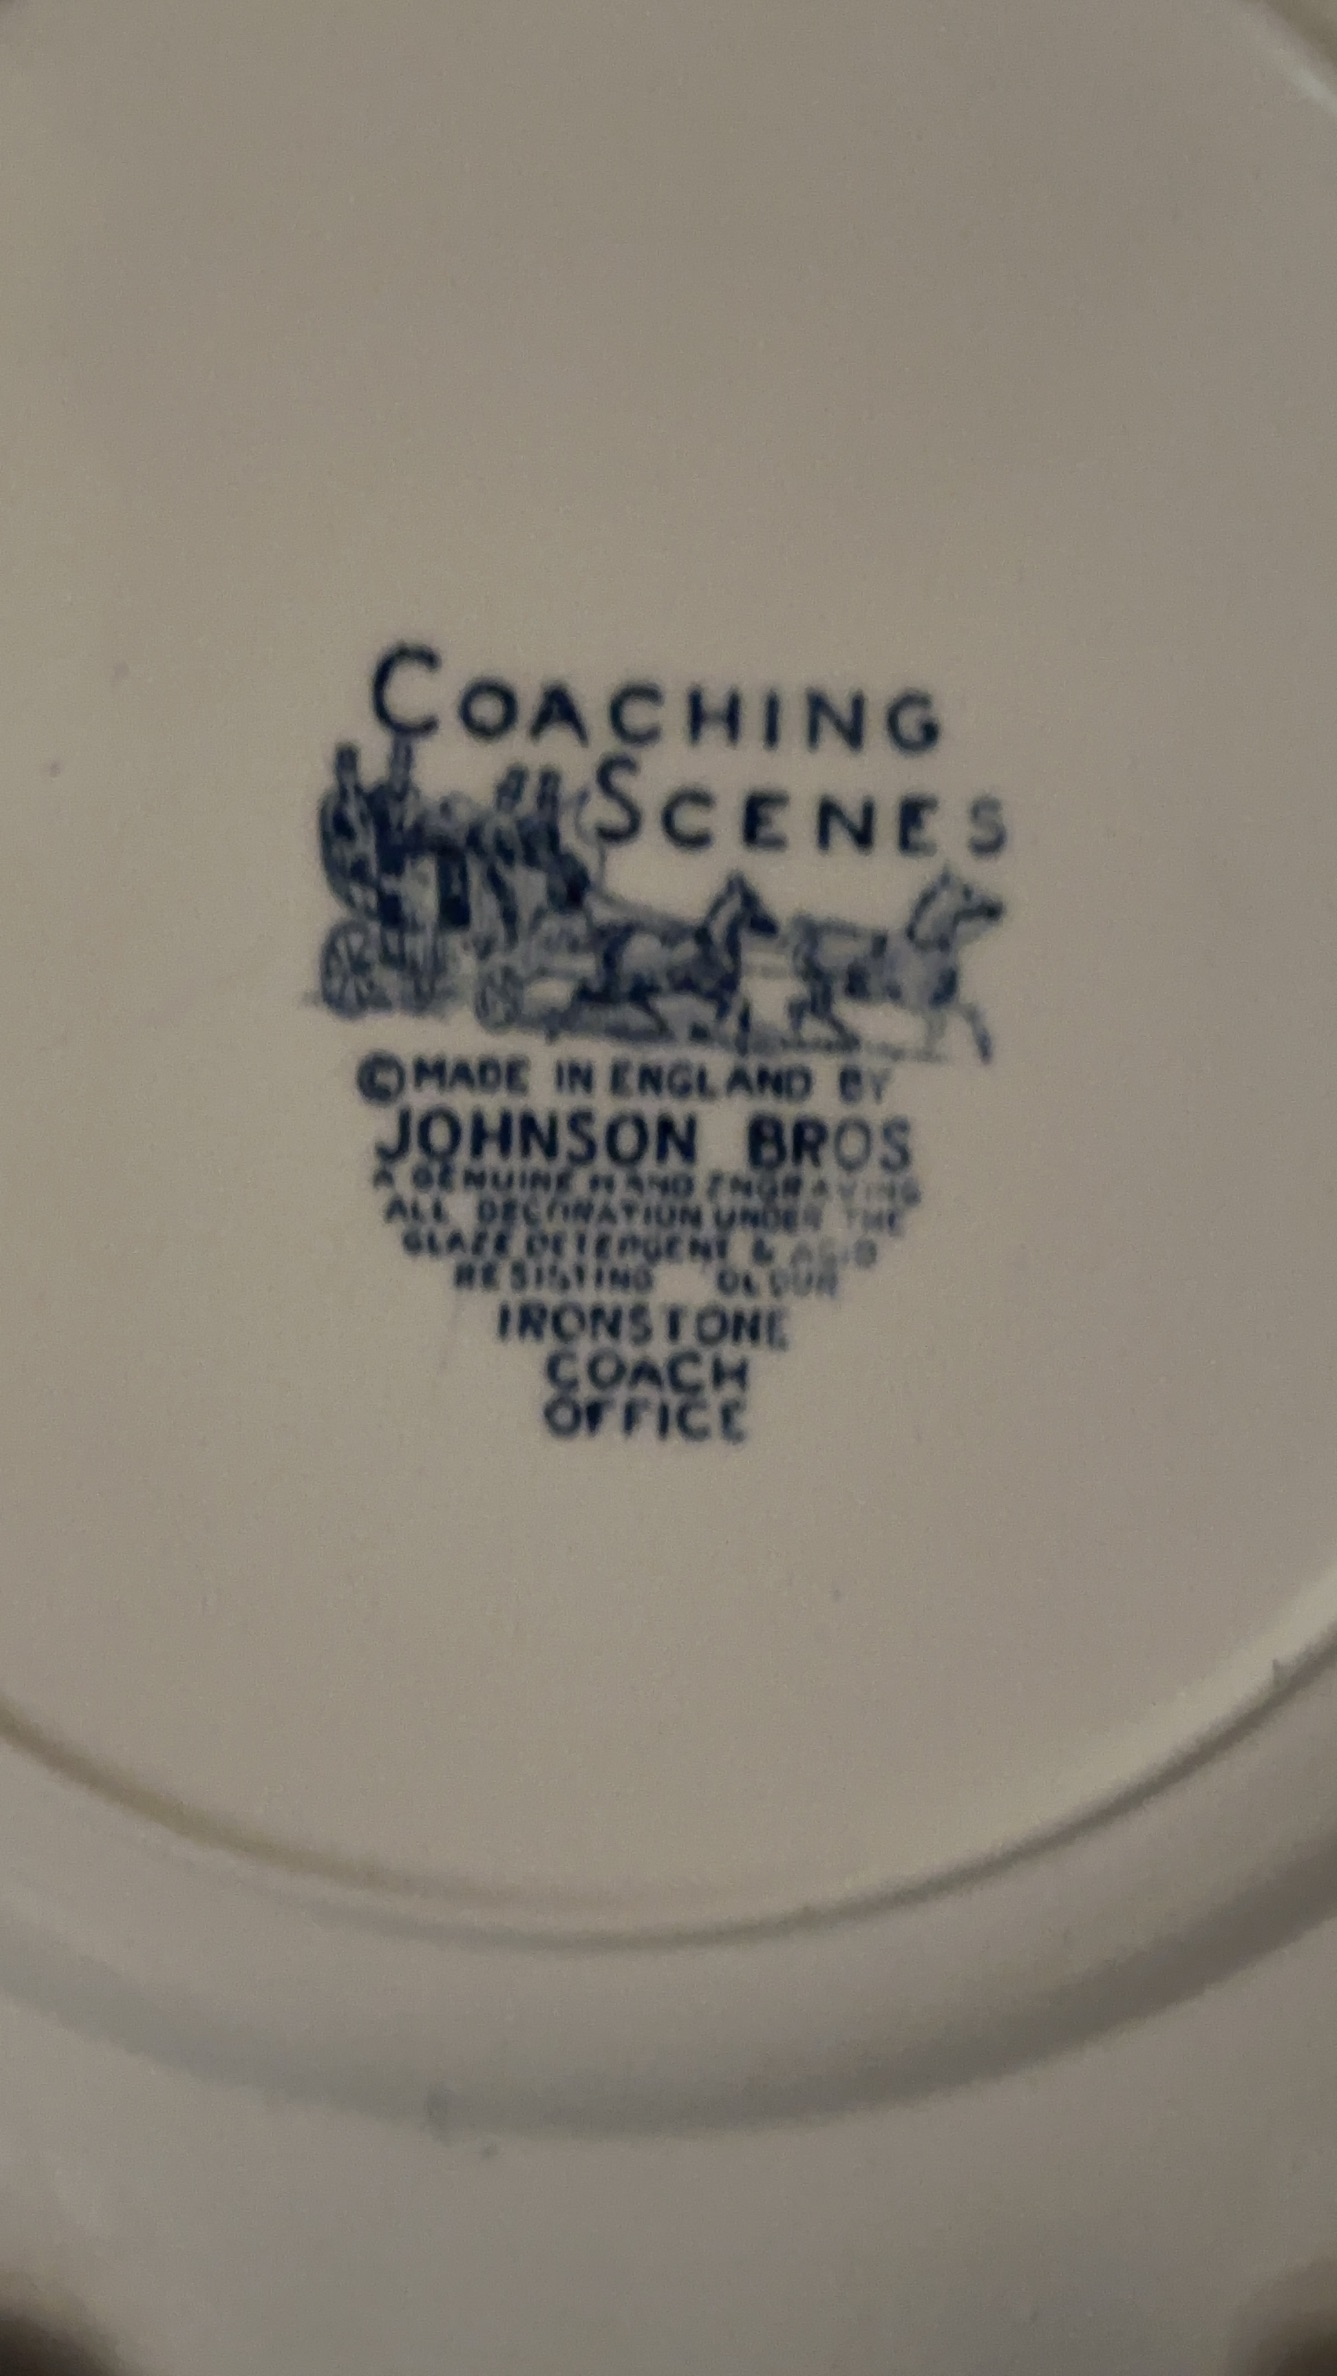 COACHING
SCENES
© MADE IN ENGLAND BY
JOHNSON BROS
A GENUINE HAND ENGRAVING
ALL DECORATION UNDER THE
GLAZE DETERGENT & ACID
RESISTING OLOUR
IRONSTONE
COACH
OFFICE